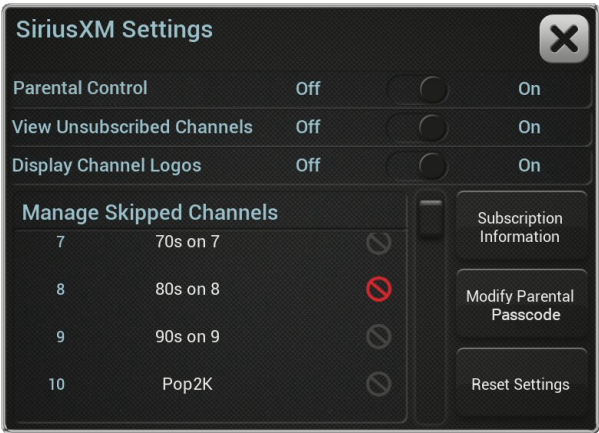 SiriusXM Settings
Parental Control Off On
View Unsubscribed Channels Off On
Display Channel Logos Off On
Manage Skipped Channels
7 70s on 7
8 80s on 8
9 90s on 9
10 Pop2K
Subscription
Information
Modify Parental
Passcode
Reset Settings